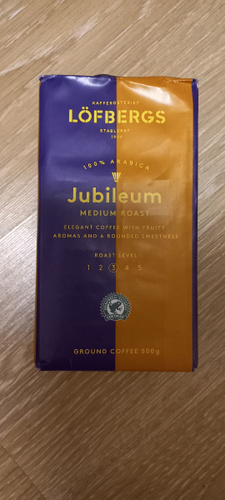 KAFFEROSTERIET
LÖFBERGS
ETABLERAT
1906
100% ARABICA
Jubileum
MEDIUM ROAST
ELEGANT COFFEE WITH FRUITY
AROMAS AND A ROUNDED SWEETNESS
ROAST LEVEL
1 2 3 4 5
GROUND COFFEE 500g